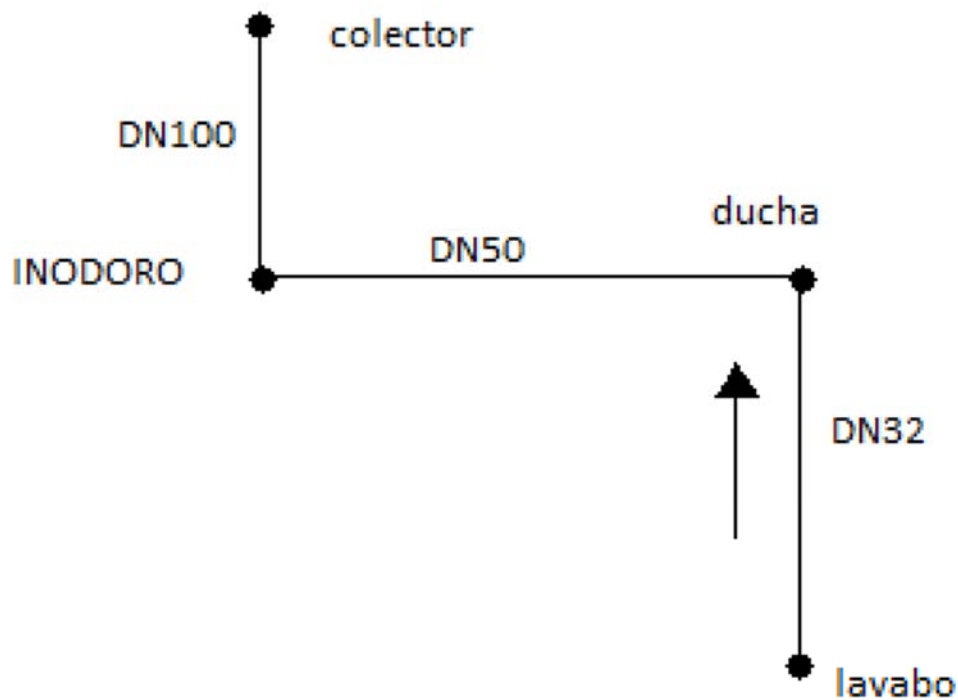 colector
DN100
ducha
DN50
INODORO
DN32
lavabo